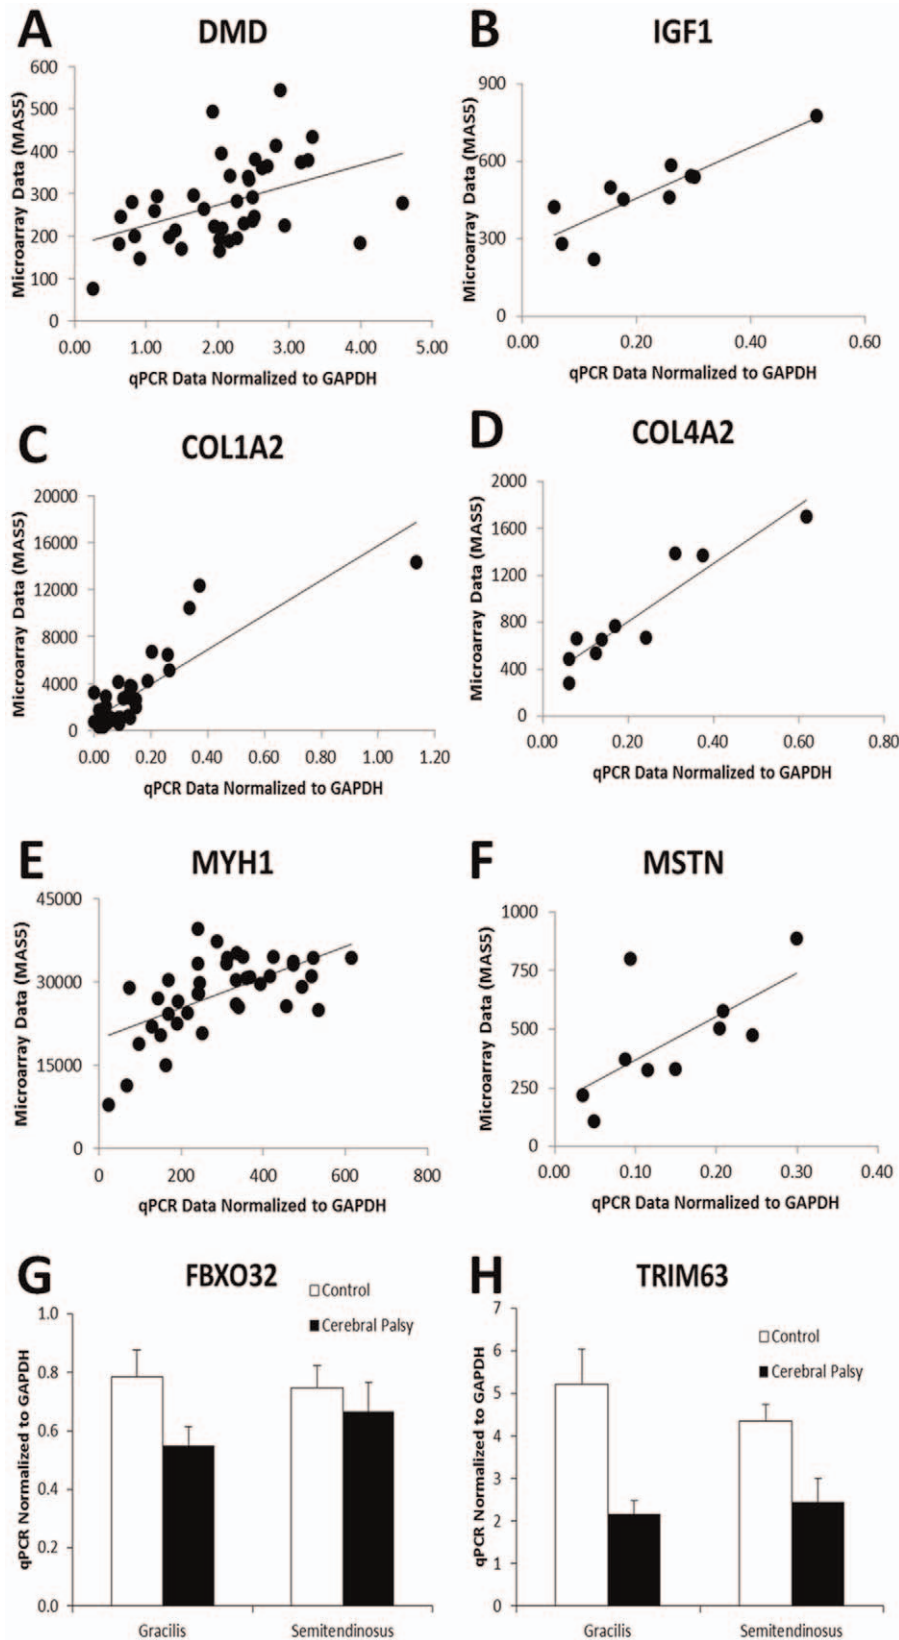 A
DMD
Microarray Data (MAS5)
600
500
400
300
200
100
0
0.00 1.00 2.00 3.00 4.00 5.00
qPCR Data Normalized to GAPDH
B
IGF1
Microarray Data (MAS5)
900
600
300
0
0.00 0.20 0.40 0.60
qPCR Data Normalized to GAPDH
C
COL1A2
Microarray Data (MAS5)
20000
16000
12000
8000
4000
0
0.00 0.20 0.40 0.60 0.80 1.00 1.20
qPCR Data Normalized to GAPDH
D
COL4A2
Microarray Data (MAS5)
2000
1600
1200
800
400
0
0.00 0.20 0.40 0.60 0.80
qPCR Data Normalized to GAPDH
E
MYH1
Microarray Data (MAS5)
45000
30000
15000
0
0 200 400 600 800
qPCR Data Normalized to GAPDH
F
MSTN
Microarray Data (MAS5)
1000
750
500
250
0
0.00 0.10 0.20 0.30 0.40
qPCR Data Normalized to GAPDH
G
FBXO32
Control
Cerebral Palsy
qPCR Normalized to GAPDH
1.0
0.8
0.6
0.4
0.2
0.0
Gracilis Semitendinosus
H
TRIM63
Control
Cerebral Palsy
qPCR Normalized to GAPDH
7
6
5
4
3
2
1
0
Gracilis Semitendinosus